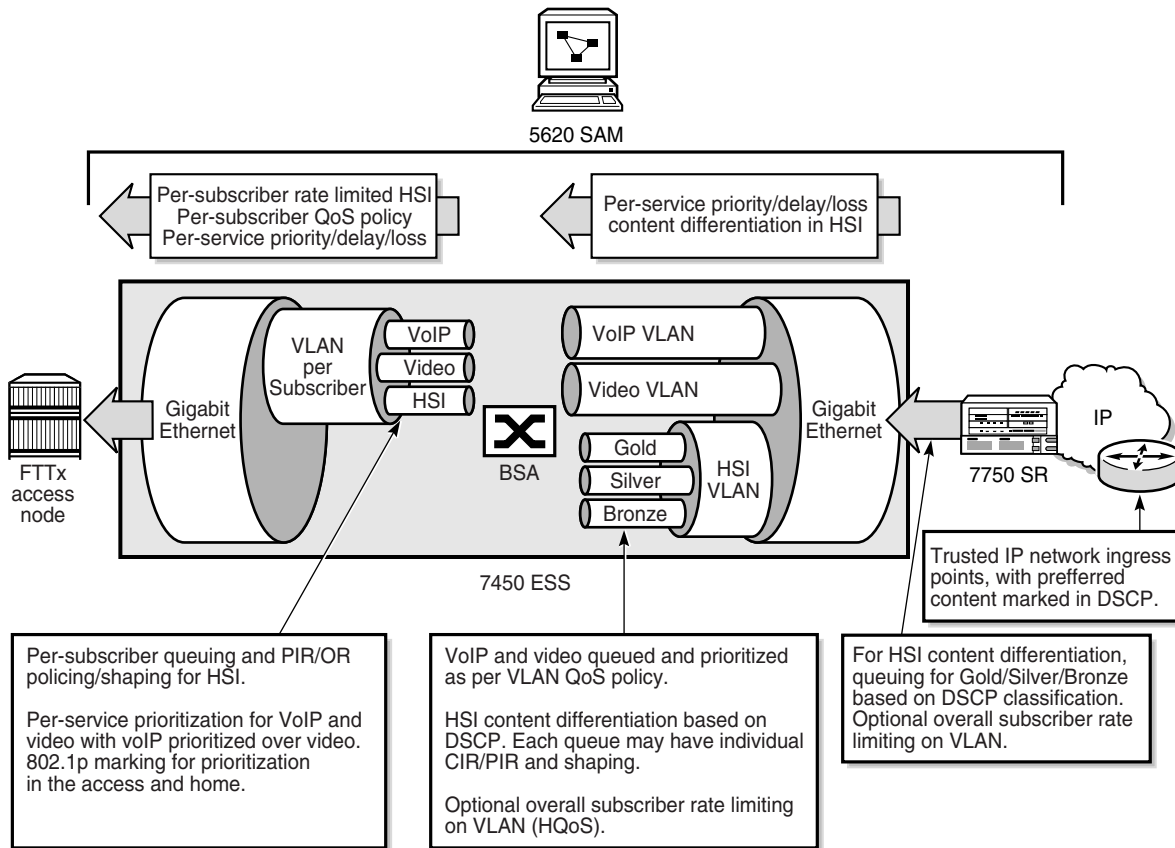 5620 SAM
Per-subscriber rate limited HSI
Per-subscriber QoS policy
Per-service priority/delay/loss
Per-service priority/delay/loss
content differentiation in HSI
FTTx
access
node
Gigabit
Ethernet
VLAN
per
Subscriber
VoIP
Video
HSI
BSA
VoIP VLAN
Video VLAN
Gold
Silver
Bronze
HSI
VLAN
Gigabit
Ethernet
7750 SR
IP
7450 ESS
Trusted IP network ingress
points, with prefferred
content marked in DSCP.
Per-subscriber queuing and PIR/OR
policing/shaping for HSI.
Per-service prioritization for VoIP and
video with voIP prioritized over video.
802.1p marking for prioritization
in the access and home.
VoIP and video queued and prioritized
as per VLAN QoS policy.
HSI content differentiation based on
DSCP. Each queue may have individual
CIR/PIR and shaping.
Optional overall subscriber rate limiting
on VLAN (HQoS).
For HSI content differentiation,
queuing for Gold/Silver/Bronze
based on DSCP classification.
Optional overall subscriber rate
limiting on VLAN.